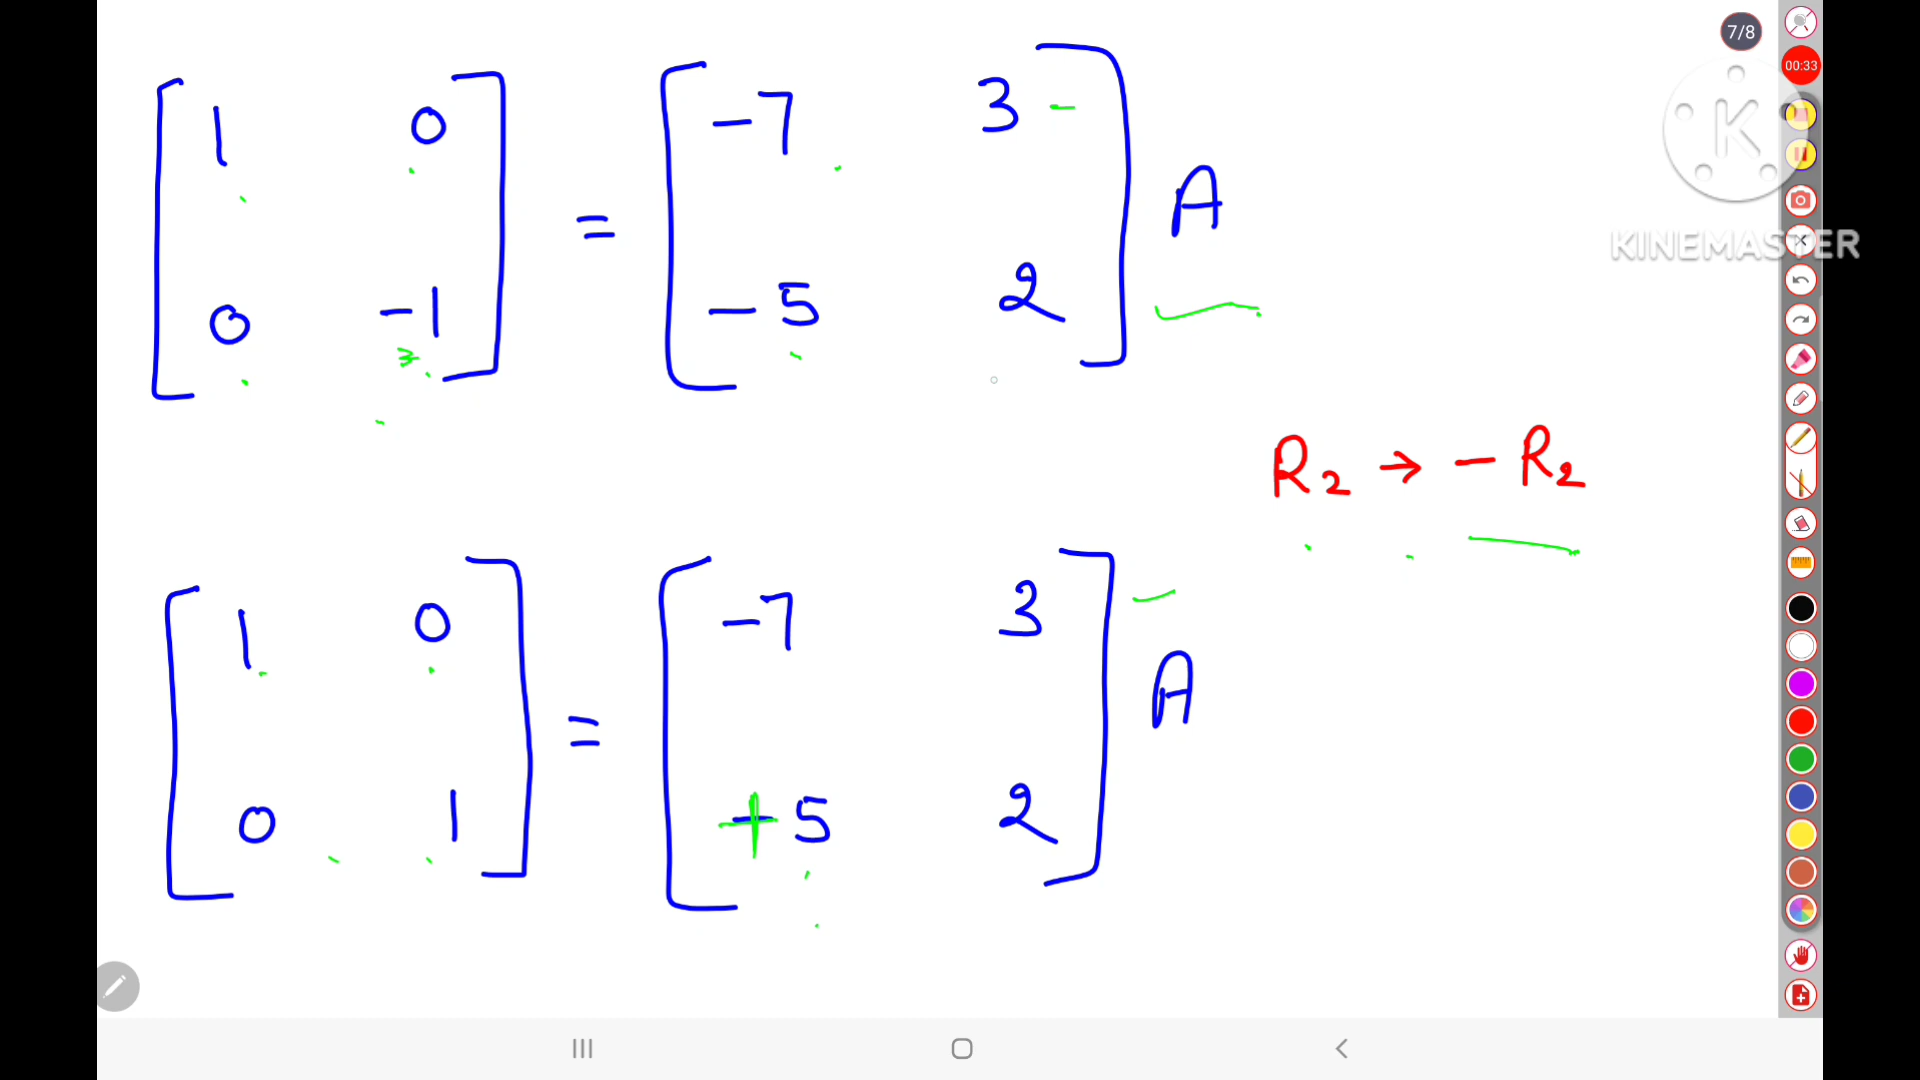 7/8
00:33
K
KINEMASTER
1 0 -7 3 -
= A
0 -1 -5 2
R₂ → - R₂
1 0 -7 3 -
= A
0 1 +5 2